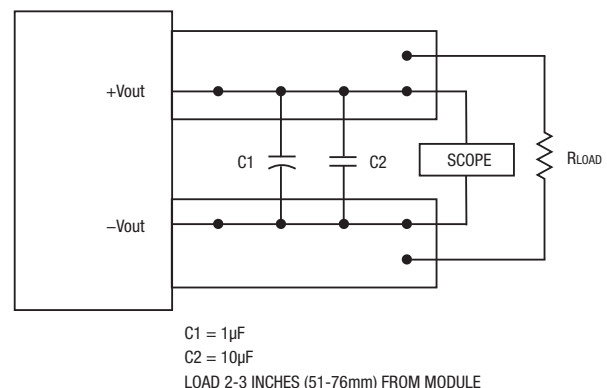 +Vout
C1
C2
SCOPE
RLOAD
−Vout
C1 = 1µF
C2 = 10µF
LOAD 2-3 INCHES (51-76mm) FROM MODULE